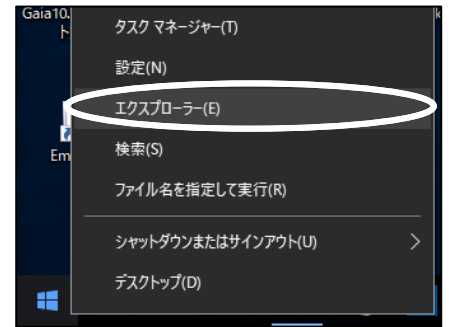 Gaia10.
ト
タスク マネージャー(T)
設定(N)
エクスプローラー(E)
Em
検索(S)
ファイル名を指定して実行(R)
シャットダウンまたはサインアウト(U)
デスクトップ(D)